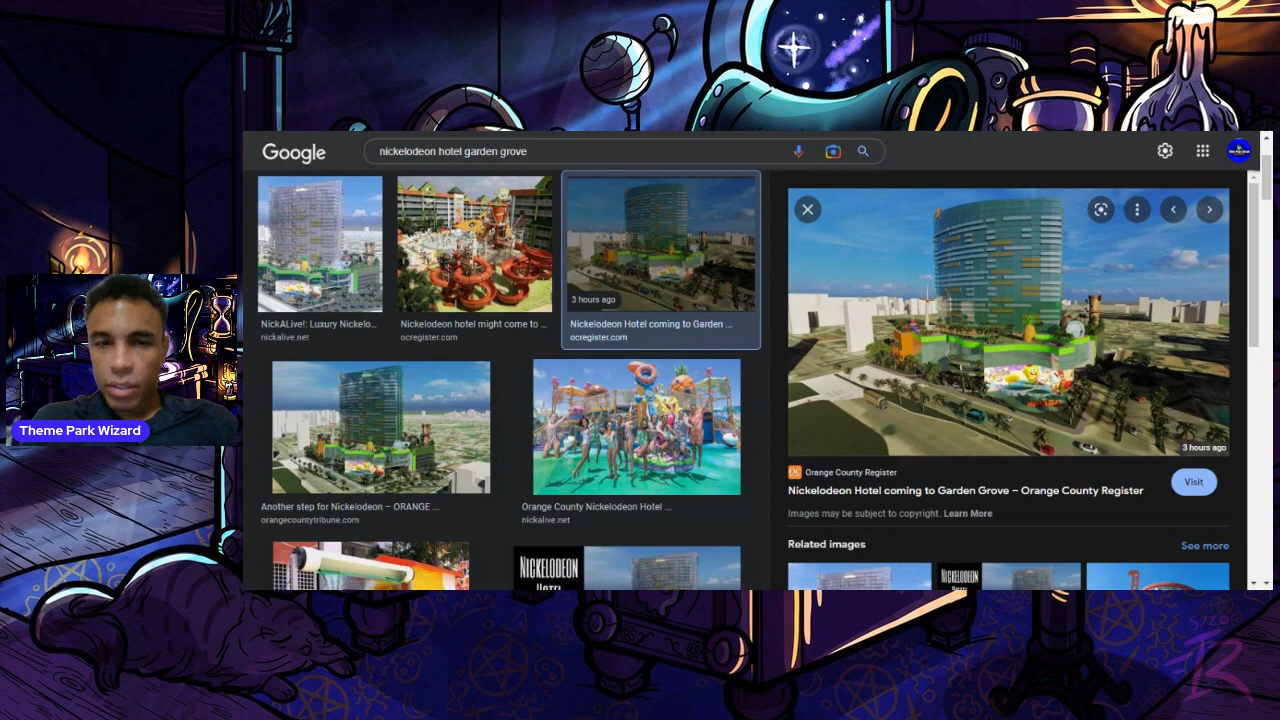 Google
nickelodeon hotel garden grove
3 hours ago
NickALive!: Luxury Nickelo...
nickalive.net
Nickelodeon hotel might come to ...
ocregister.com
Nickelodeon Hotel coming to Garden ...
ocregister.com
Another step for Nickelodeon – ORANGE ...
orangecountytribune.com
Orange County Nickelodeon Hotel ...
nickalive.net
NICKELODEON
HOTEL
3 hours ago
OC Orange County Register
Nickelodeon Hotel coming to Garden Grove – Orange County Register
Visit
Images may be subject to copyright. Learn More
Related images
See more
NICKELODEON
Theme Park Wizard